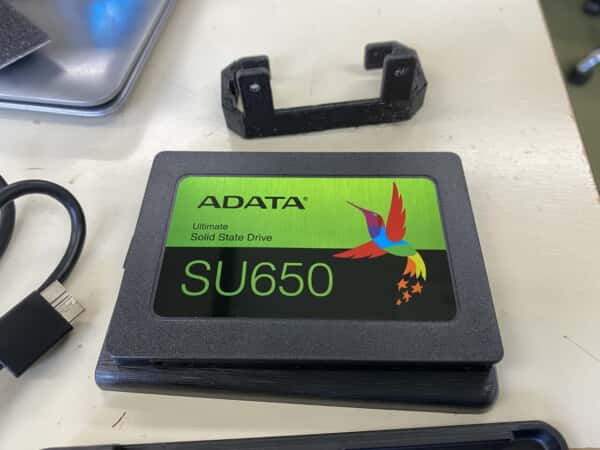 ADATA®
Ultimate
Solid State Drive
SU650